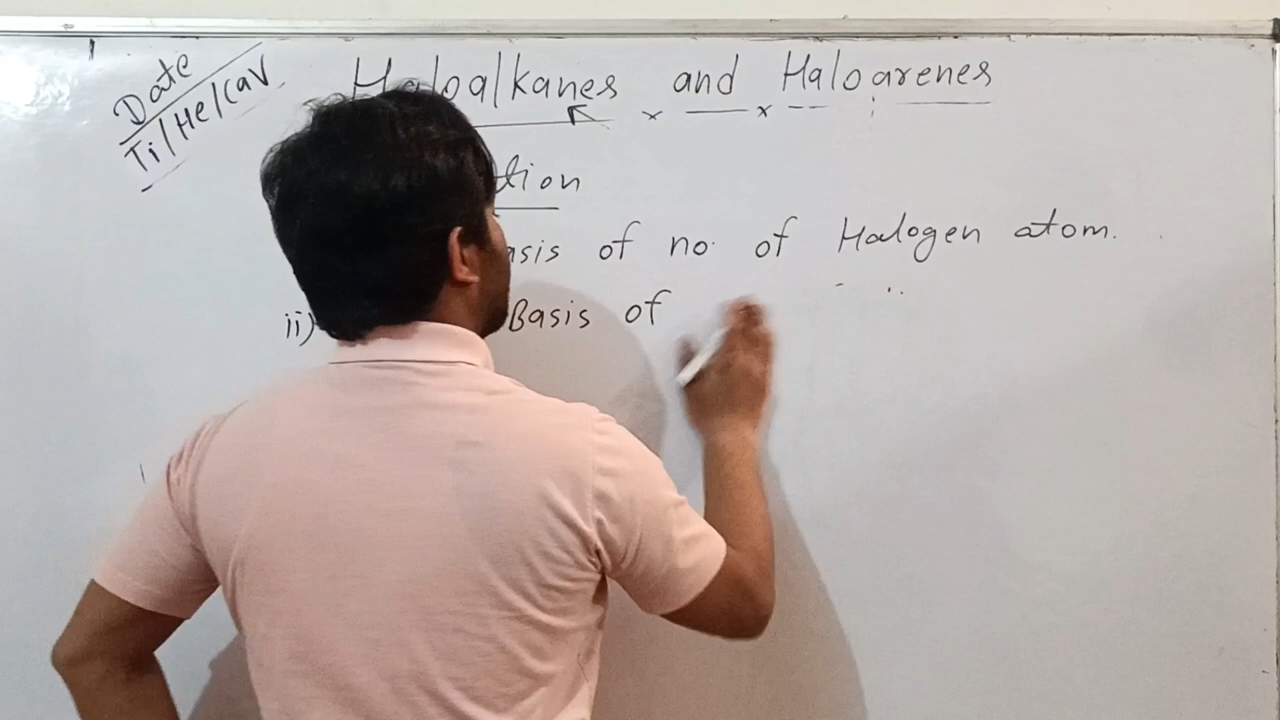 Date
Ti/He/Cav
Haloalkanes and Haloarenes
tion
asis of no. of Halogen atom.
ii) Basis of